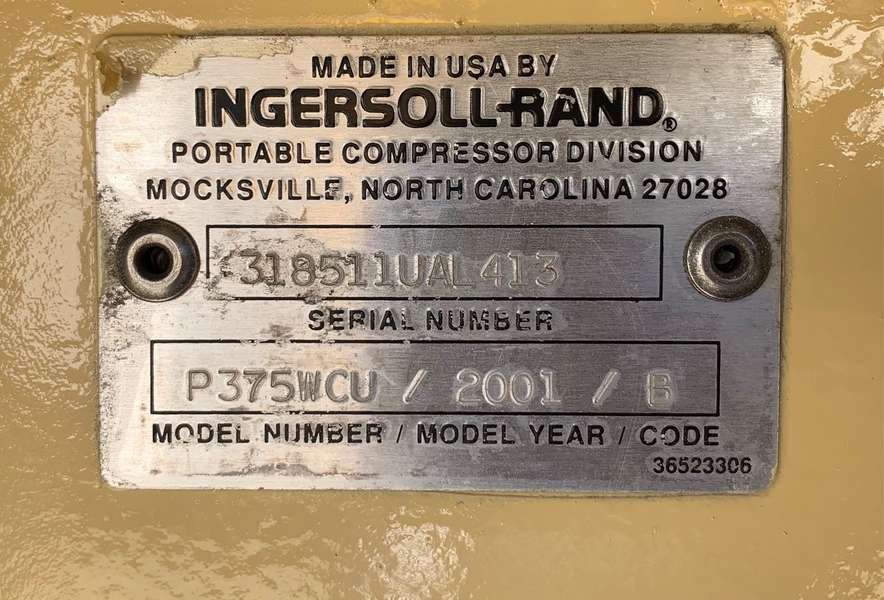 MADE IN USA BY
INGERSOLL-RAND®
PORTABLE COMPRESSOR DIVISION
MOCKSVILLE, NORTH CAROLINA 27028
318511UAL413
SERIAL NUMBER
P375WCU / 2001 / B
MODEL NUMBER / MODEL YEAR / CODE
36523306